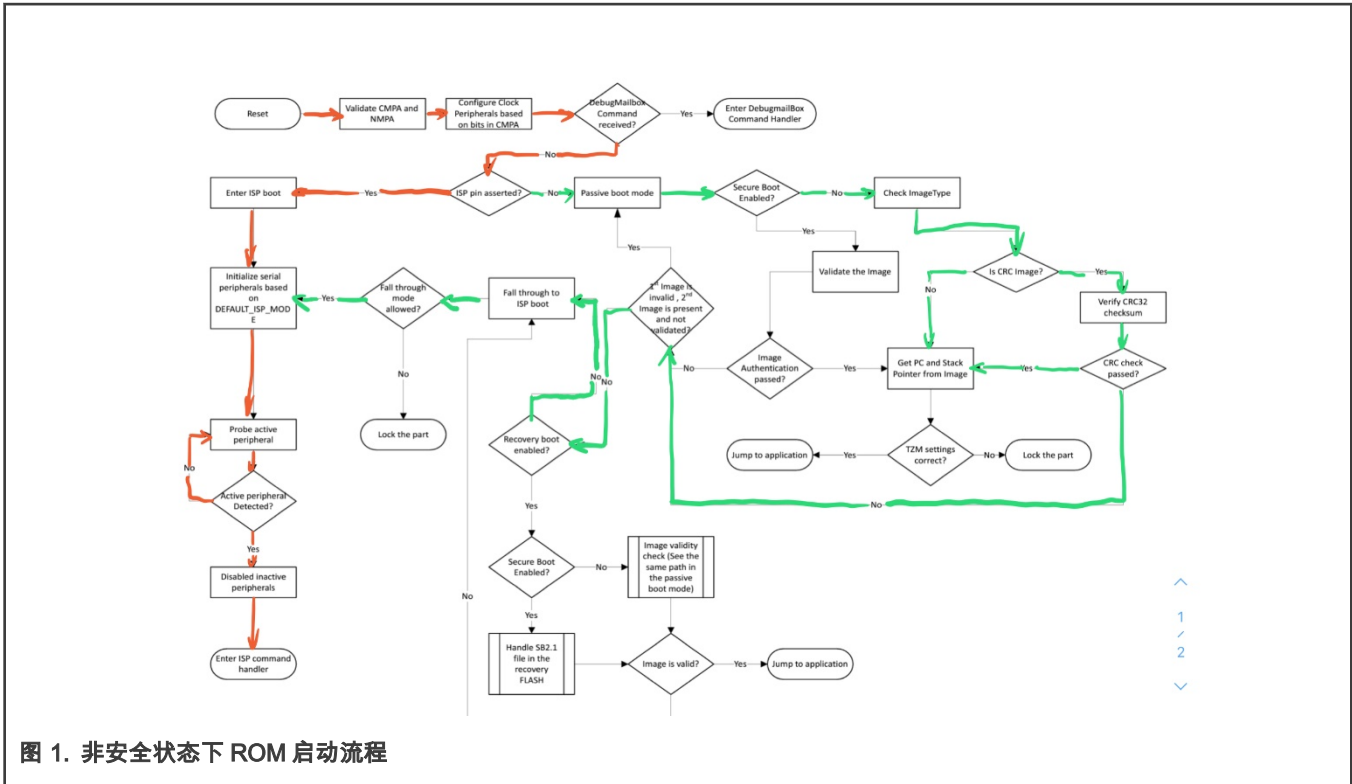 Reset
Validate CMPA and
NMPA
Configure Clock
Peripherals based
on bits in CMPA
DebugMailbox
Command
received?
Yes
Enter DebugmailBox
Command Handler
No
Enter ISP boot
Yes
ISP pin asserted?
No
Passive boot mode
Secure Boot
Enabled?
No
Check ImageType
Yes
Yes
Validate the Image
Is CRC Image?
Yes
No
Initialize serial
peripherals based
on
DEFAULT_ISP_MOD
E
Yes
Fall through
mode
allowed?
Fall through to
ISP boot
1st Image is
invalid , 2nd
Image is present
and not
validated?
Verify CRC32
checksum
No
No
No
No
Image
Authentication
passed?
Yes
Get PC and Stack
Pointer from Image
Yes
CRC check
passed?
Lock the part
Probe active
peripheral
Recovery boot
enabled?
Jump to application
Yes
TZM settings
correct?
No
Lock the part
No
Active peripheral
Detected?
Yes
No
Yes
Secure Boot
Enabled?
No
Image validity
check (See the
same path in
the passive
boot mode)
Disabled inactive
peripherals
No
Yes
Enter ISP command
handler
Handle SB2.1
file in the
recovery
FLASH
Image is valid?
Yes
Jump to application
1
/
2
图 1. 非安全状态下 ROM 启动流程